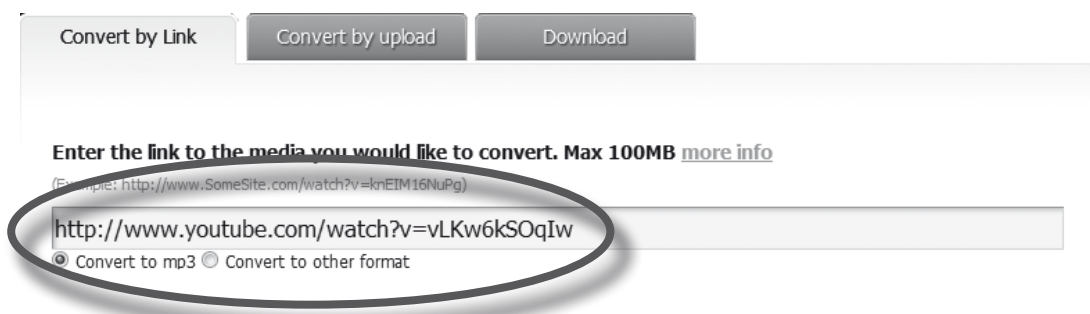 Convert by Link Convert by upload Download
Enter the link to the media you would like to convert. Max 100MB more info
(Example: http://www.SomeSite.com/watch?v=knEIM16NuPg)
http://www.youtube.com/watch?v=vLKw6kSOqIw
Convert to mp3 Convert to other format